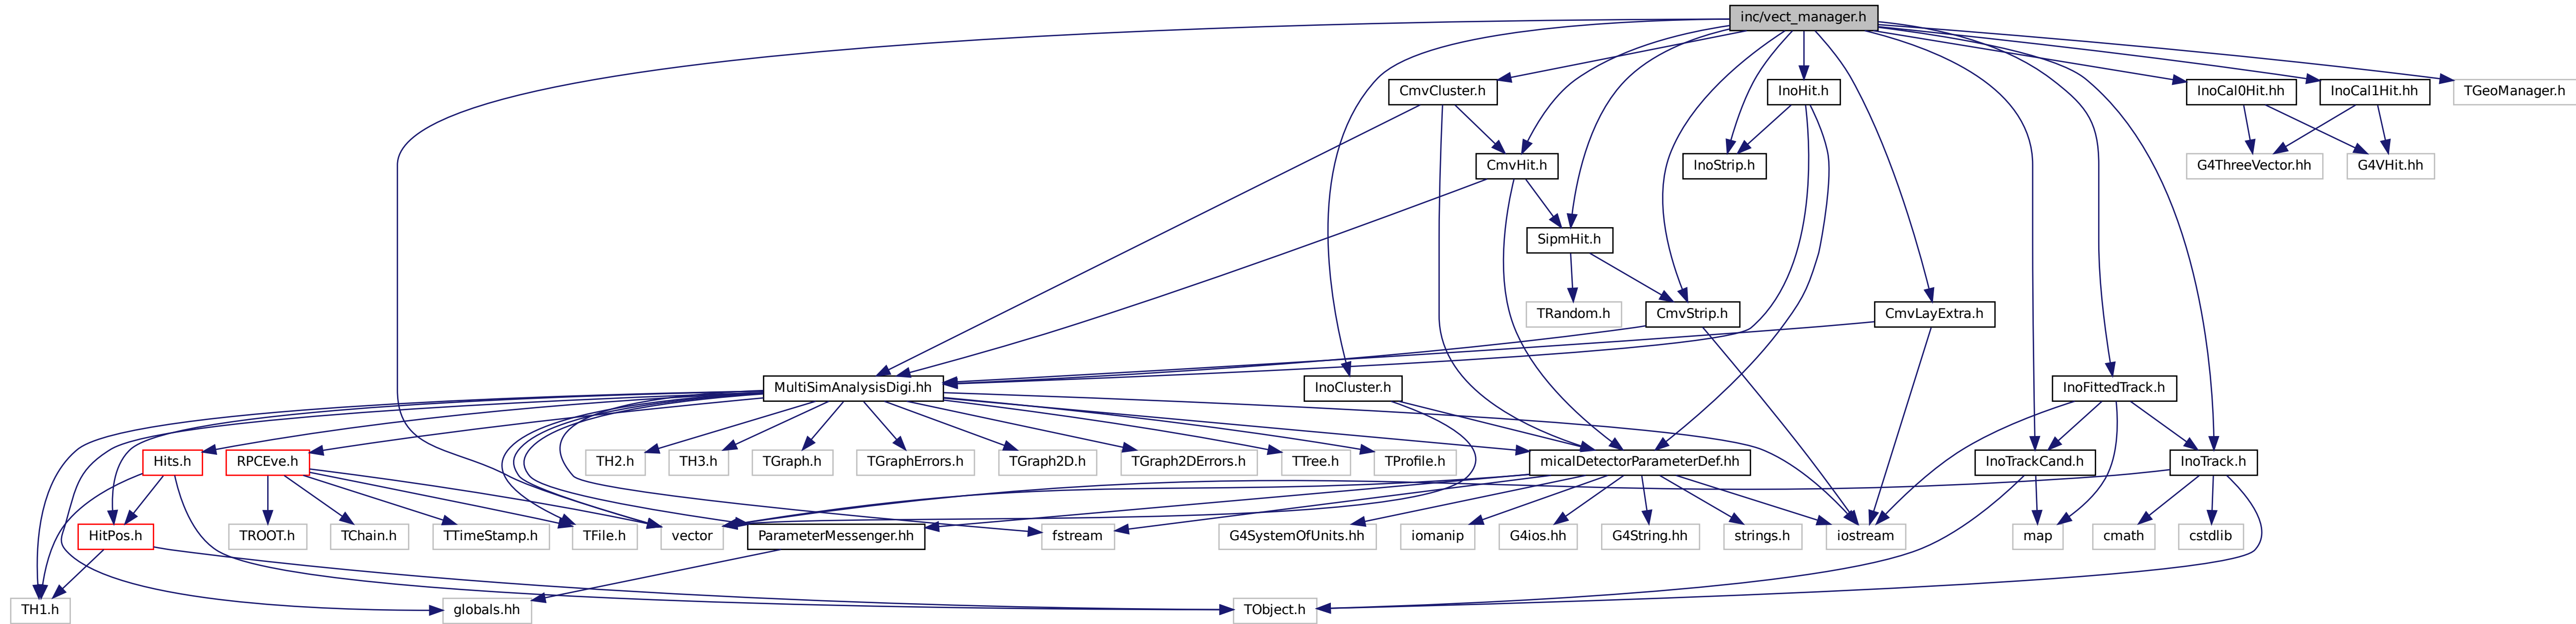 inc/vect_manager.h
CmvCluster.h
InoHit.h
InoCal0Hit.hh
InoCal1Hit.hh
TGeoManager.h
CmvHit.h
InoStrip.h
G4ThreeVector.hh
G4VHit.hh
SipmHit.h
TRandom.h
CmvStrip.h
CmvLayExtra.h
MultiSimAnalysisDigi.hh
InoCluster.h
InoFittedTrack.h
Hits.h
RPCEve.h
TH2.h
TH3.h
TGraph.h
TGraphErrors.h
TGraph2D.h
TGraph2DErrors.h
TTree.h
TProfile.h
micalDetectorParameterDef.hh
InoTrackCand.h
InoTrack.h
HitPos.h
TROOT.h
TChain.h
TTimeStamp.h
TFile.h
vector
ParameterMessenger.hh
fstream
G4SystemOfUnits.hh
iomanip
G4ios.hh
G4String.hh
strings.h
iostream
map
cmath
cstdlib
TH1.h
globals.hh
TObject.h